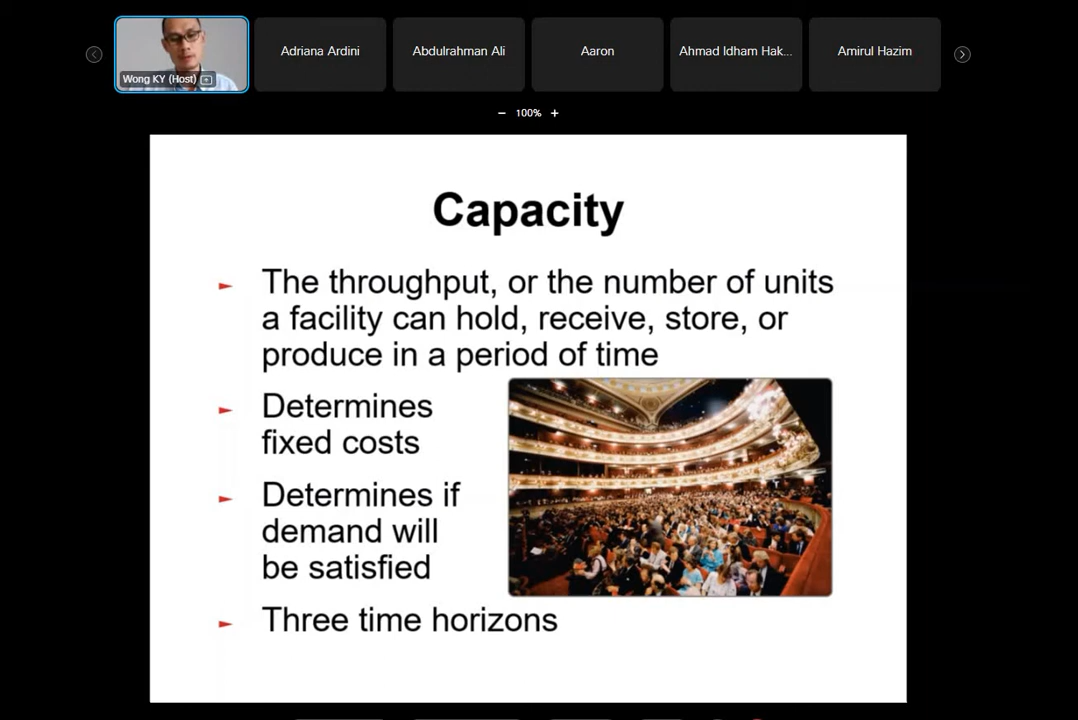 Wong KY (Host)
Adriana Ardini
Abdulrahman Ali
Aaron
Ahmad Idham Hak...
Amirul Hazim
− 100% +
Capacity
► The throughput, or the number of units
a facility can hold, receive, store, or
produce in a period of time
► Determines
fixed costs
► Determines if
demand will
be satisfied
► Three time horizons